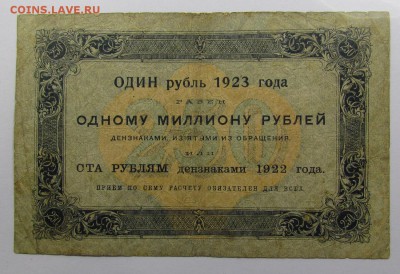 COINS.LAVE.RU
ОДИН рубль 1923 года
РАВЕН
ОДНОМУ МИЛЛИОНУ РУБЛЕЙ
ДЕНЗНАКАМИ, ИЗЪЯТЫМИ ИЗ ОБРАЩЕНИЯ,
ИЛИ
СТА РУБЛЯМ дензнаками 1922 года.
ПРИЕМ ПО СЕМУ РАСЧЕТУ ОБЯЗАТЕЛЕН ДЛЯ ВСЕХ.
250